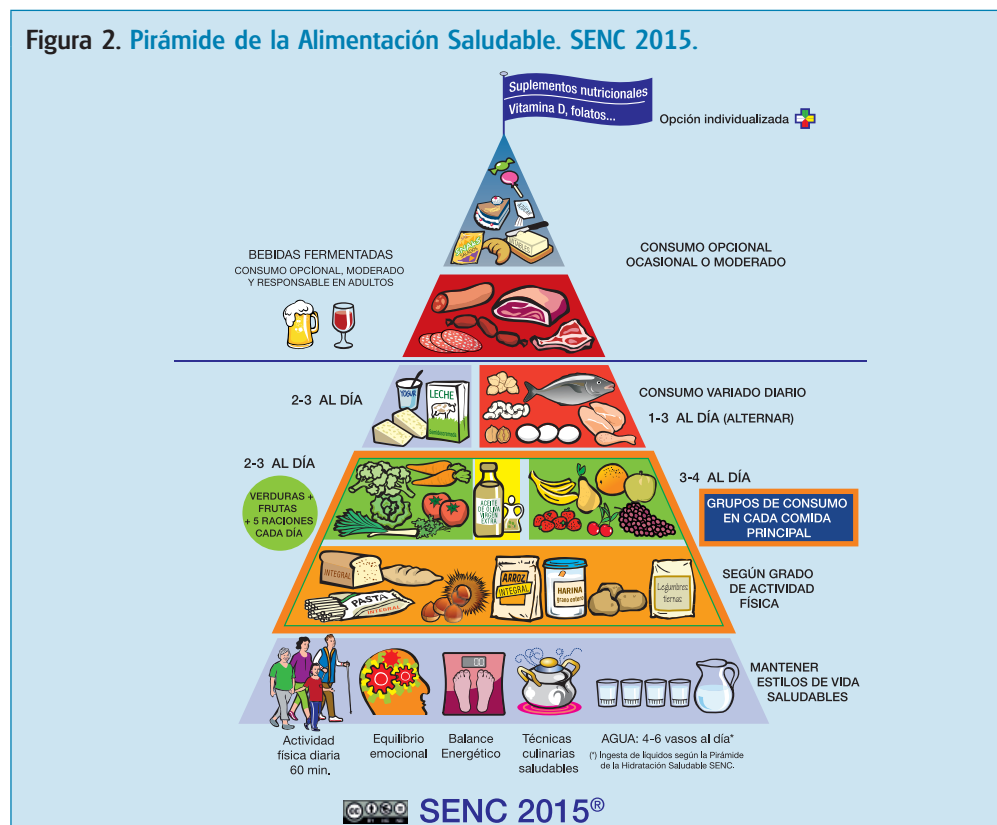 Figura 2. Pirámide de la Alimentación Saludable. SENC 2015.
Suplementos nutricionales
Vitamina D, folatos...
Opción individualizada
AZÚCAR
SNAKS
BEBIDAS FERMENTADAS
CONSUMO OPCIONAL, MODERADO
Y RESPONSABLE EN ADULTOS
CONSUMO OPCIONAL
OCASIONAL O MODERADO
2-3 AL DÍA
YOGUR
LECHE
CONSUMO VARIADO DIARIO
1-3 AL DÍA (ALTERNAR)
2-3 AL DÍA
VERDURAS +
FRUTAS
+ 5 RACIONES
CADA DÍA
ACEITE
DE OLIVA
VIRGEN
EXTRA
3-4 AL DÍA
GRUPOS DE CONSUMO
EN CADA COMIDA
PRINCIPAL
INTEGRAL
PASTA
INTEGRAL
ARROZ
INTEGRAL
HARINA
grano entero
Legumbres
tiernas
SEGÚN GRADO
DE ACTIVIDAD
FÍSICA
MANTENER
ESTILOS DE VIDA
SALUDABLES
Actividad
física diaria
60 min.
Equilibrio
emocional
Balance
Energético
Técnicas
culinarias
saludables
AGUA: 4-6 vasos al día*
(*) Ingesta de líquidos según la Pirámide
de la Hidratación Saludable SENC.
SENC 2015®